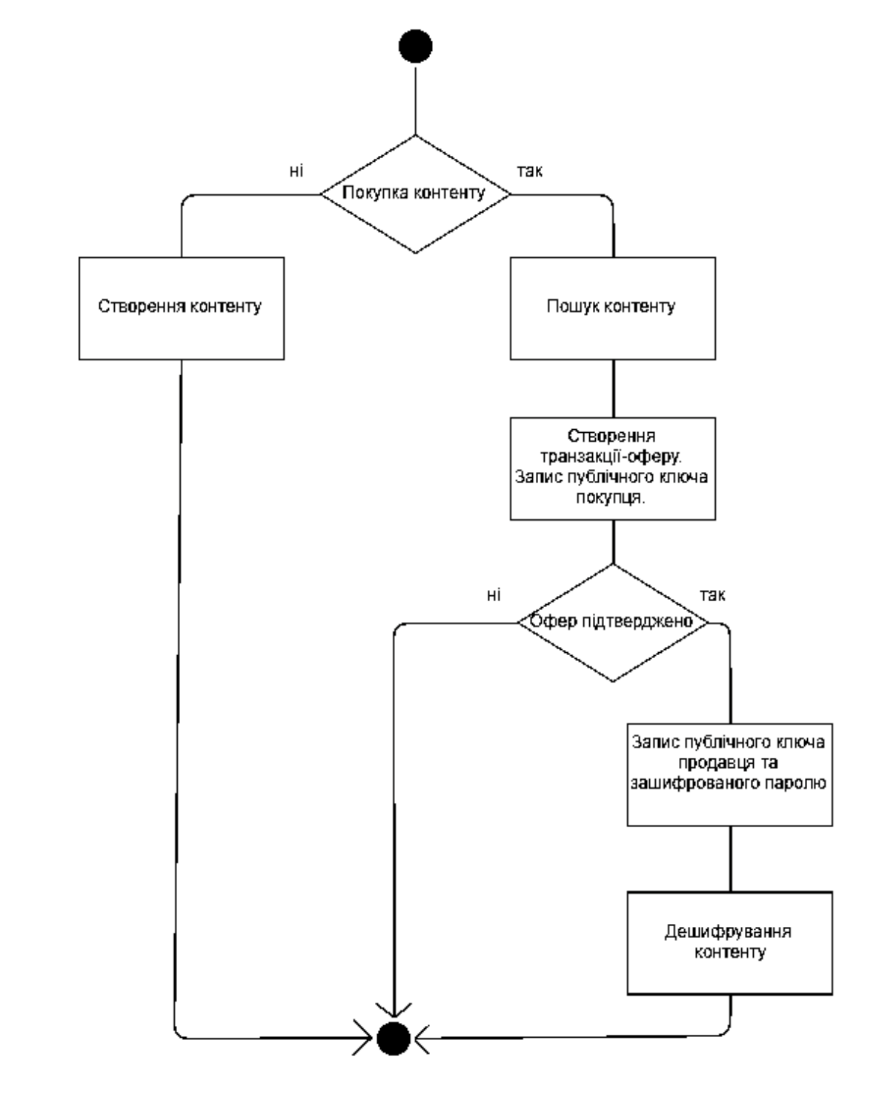 ні
так
Покупка контенту
Створення контенту
Пошук контенту
Створення
транзакції-оферу.
Запис публічного ключа
покупця.
ні
так
Офер підтверджено
Запис публічного ключа
продавця та
зашифрованого паролю
Дешифрування
контенту